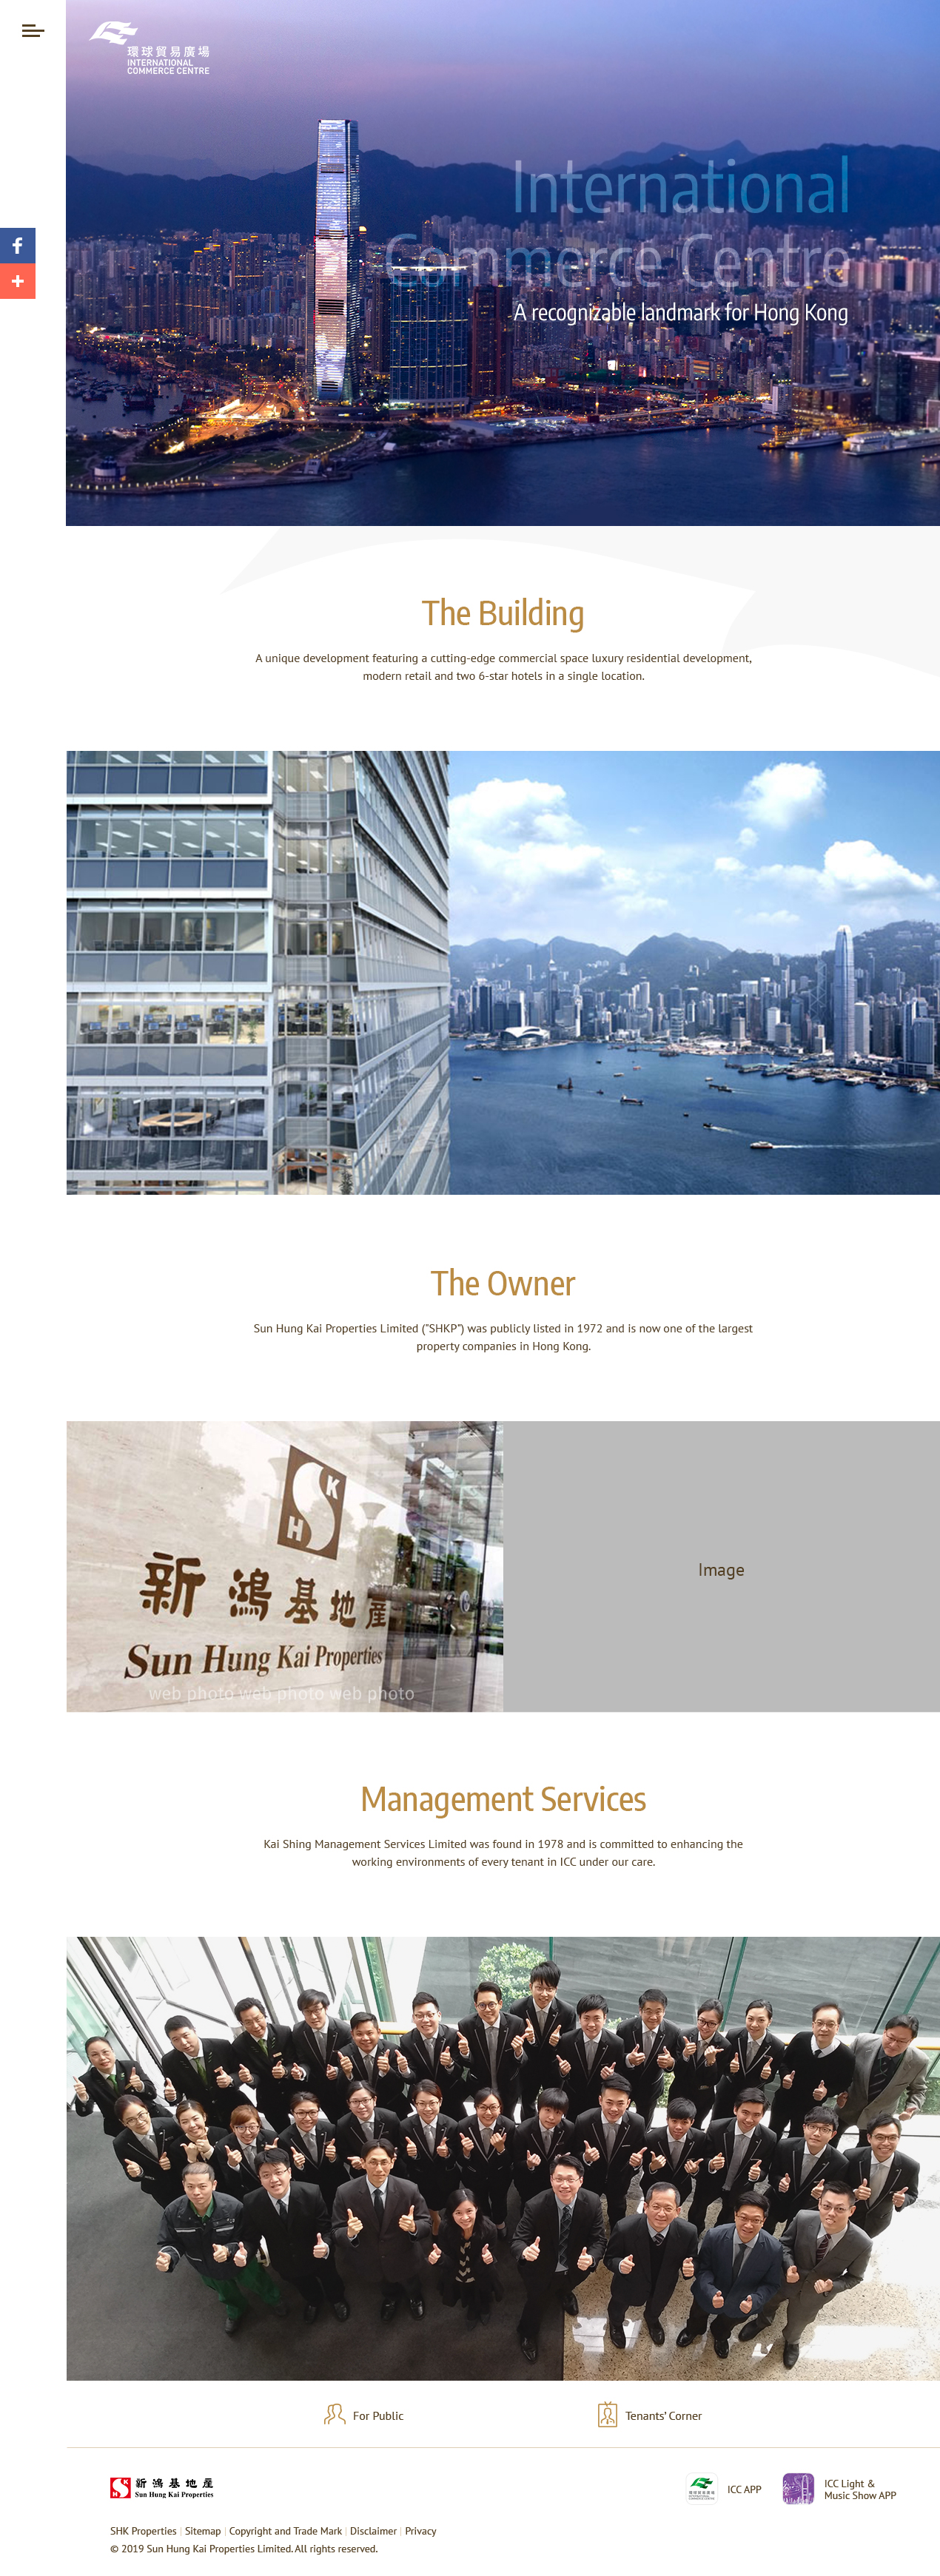 環球貿易廣場
INTERNATIONAL
COMMERCE CENTRE
International
Commerce Centre
A recognizable landmark for Hong Kong
The Building
A unique development featuring a cutting-edge commercial space luxury residential development,
modern retail and two 6-star hotels in a single location.
The Owner
Sun Hung Kai Properties Limited ("SHKP") was publicly listed in 1972 and is now one of the largest
property companies in Hong Kong.
S K
H
新鴻基地產
Sun Hung Kai Properties
web photo web photo web photo
Image
Management Services
Kai Shing Management Services Limited was found in 1978 and is committed to enhancing the
working environments of every tenant in ICC under our care.
For Public
Tenants' Corner
新鴻基地產
Sun Hung Kai Properties
ICC APP
ICC Light &
Music Show APP
SHK Properties | Sitemap | Copyright and Trade Mark | Disclaimer | Privacy
© 2019 Sun Hung Kai Properties Limited. All rights reserved.